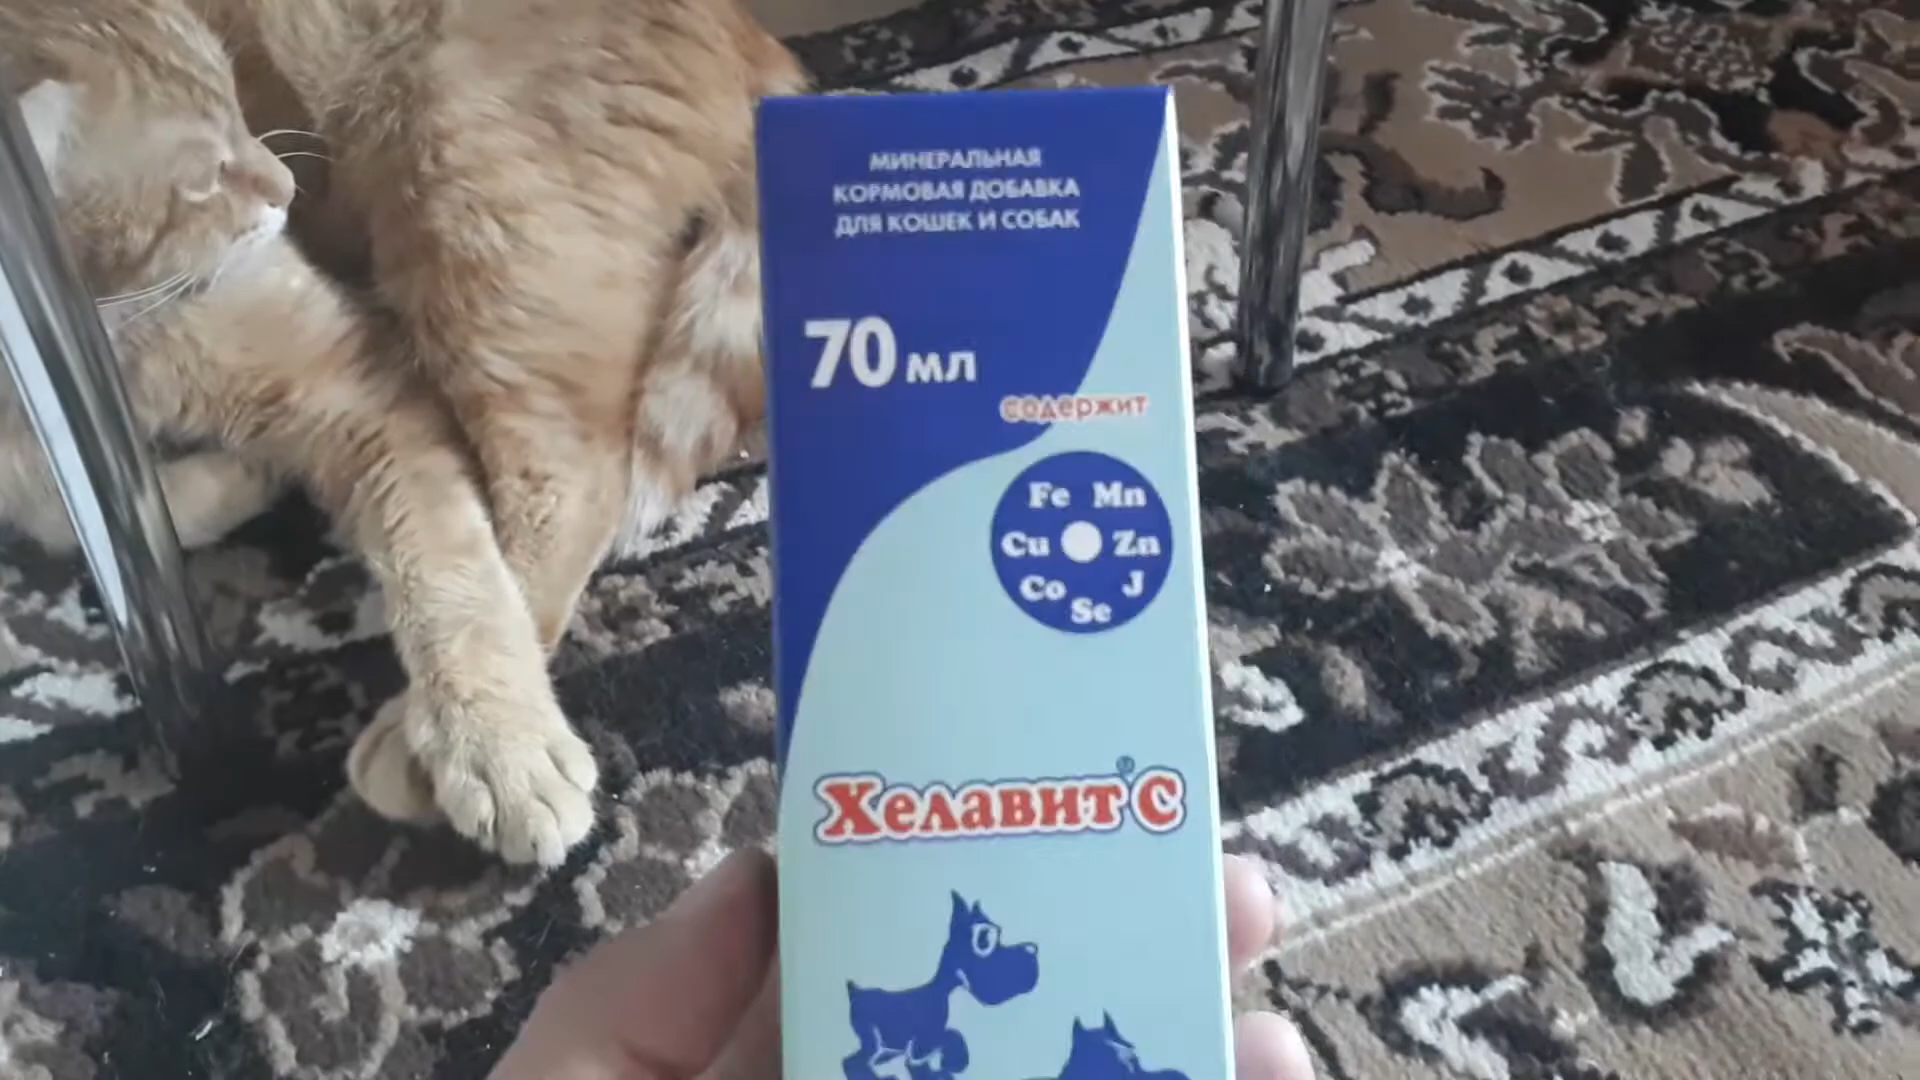 МИНЕРАЛЬНАЯ
КОРМОВАЯ ДОБАВКА
ДЛЯ КОШЕК И СОБАК
70 мл
содержит
Fe Mn
Cu Zn
Co J
Se
Хелавит® С